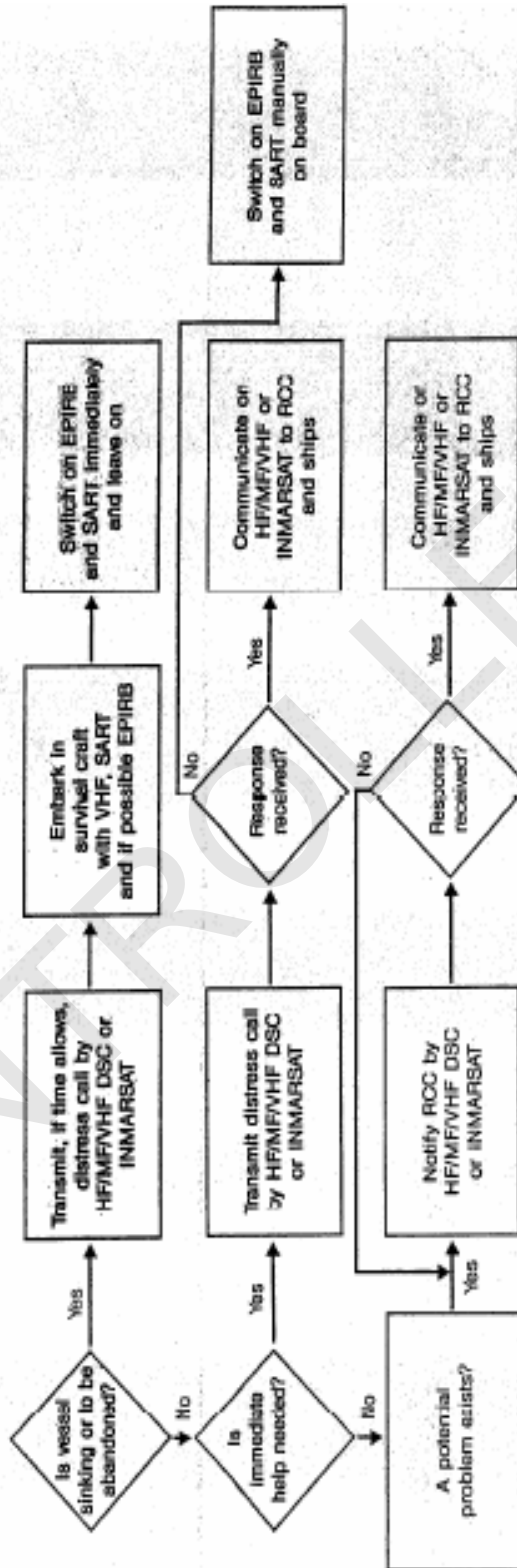 Is vessal
sinking or to be
abandoned?
Yes
Transmit, if time allows,
distress call by
HF/MF/VHF DSC or
INMARSAT
Embark in
survival craft
with VHF, SART
and if possible EPIRB
Switch on EPIRB
and SART immediately
and leave on
No
Is
immediate
help needed?
Yes
Transmit distress call
by HF/MF/VHF DSC
or INMARSAT
Response
received?
No
Yes
Communicate on
HF/MF/VHF or
INMARSAT to RCC
and ships
Switch on EPIRB
and SART manually
on board
No
A potential
problem exists?
Yes
Notify RCC by
HF/MF/VHF DSC
or INMARSAT
Response
received?
No
Yes
Communicate or
HF/MF/VHF or
INMARSAT to RCC
and ships